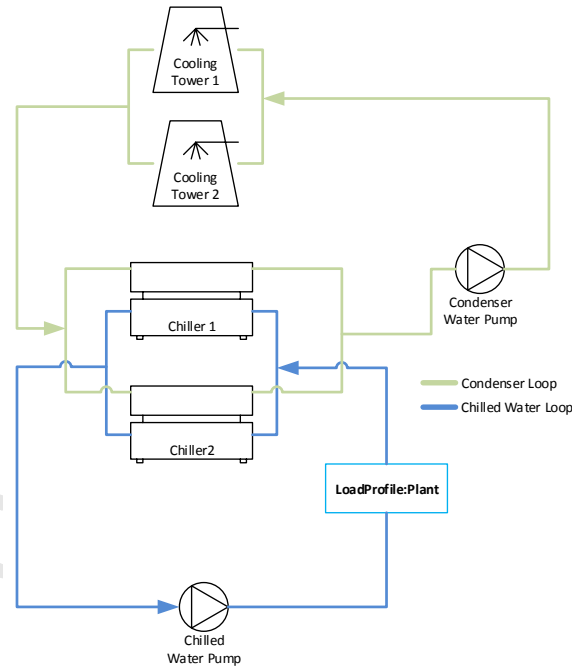 Cooling
Tower 1
Cooling
Tower 2
Condenser
Water Pump
Chiller 1
Condenser Loop
Chilled Water Loop
Chiller2
LoadProfile:Plant
Chilled
Water Pump